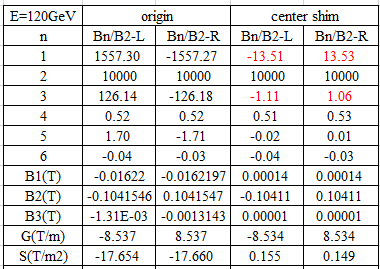 E=120GeV origin center shim
n Bn/B2-L Bn/B2-R Bn/B2-L Bn/B2-R
1 1557.30 -1557.27 -13.51 13.53
2 10000 10000 10000 10000
3 126.14 -126.18 -1.11 1.06
4 0.52 0.52 0.51 0.53
5 1.70 -1.71 -0.02 0.01
6 -0.04 -0.03 -0.04 -0.03
B1(T) -0.01622 -0.0162197 0.00014 0.00014
B2(T) -0.1041546 0.1041547 -0.10411 0.10411
B3(T) -1.31E-03 -0.0013143 0.00001 0.00001
G(T/m) -8.537 8.537 -8.534 8.534
S(T/m2) -17.654 -17.660 0.155 0.149